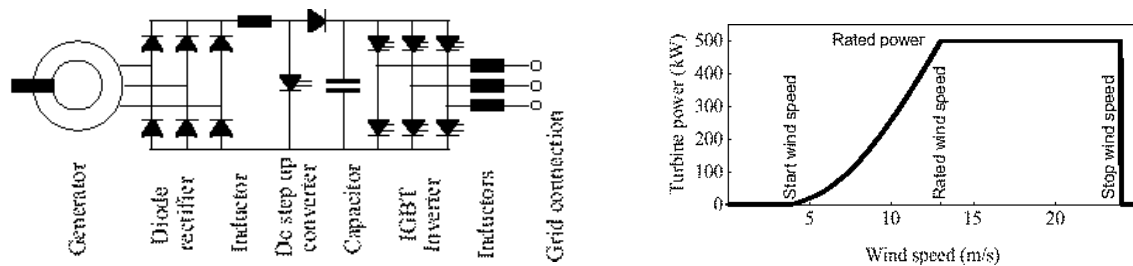 Generator
Diode
rectifier
Inductor
Dc step up
converter
Capacitor
IGBT
Inverter
Inductors
Grid connection
Turbine power (kW)
500
400
300
200
100
0
Rated power
Start wind speed
Rated wind speed
Stop wind speed
5
10
15
20
Wind speed (m/s)